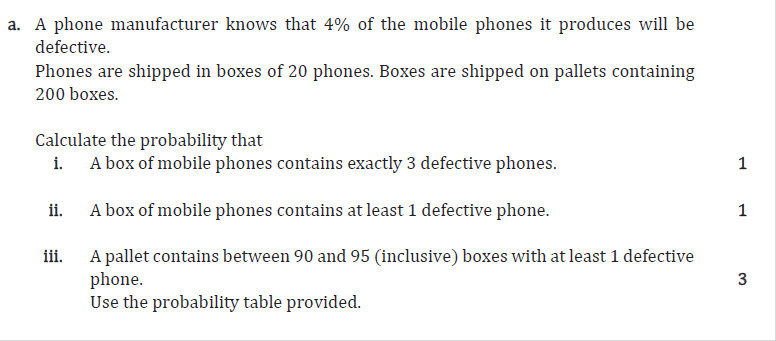 a. A phone manufacturer knows that 4% of the mobile phones it produces will be
defective.
Phones are shipped in boxes of 20 phones. Boxes are shipped on pallets containing
200 boxes.
Calculate the probability that
i. A box of mobile phones contains exactly 3 defective phones. 1
ii. A box of mobile phones contains at least 1 defective phone. 1
iii. A pallet contains between 90 and 95 (inclusive) boxes with at least 1 defective
phone. 3
Use the probability table provided.